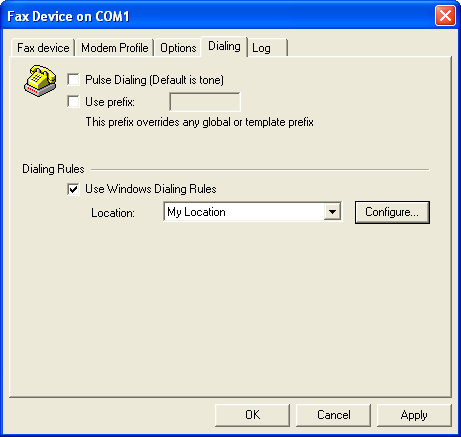 Fax Device on COM1
Fax device Modem Profile Options Dialing Log
Pulse Dialing (Default is tone)
Use prefix:
This prefix overrides any global or template prefix
Dialing Rules
Use Windows Dialing Rules
Location: My Location Configure...
OK Cancel Apply